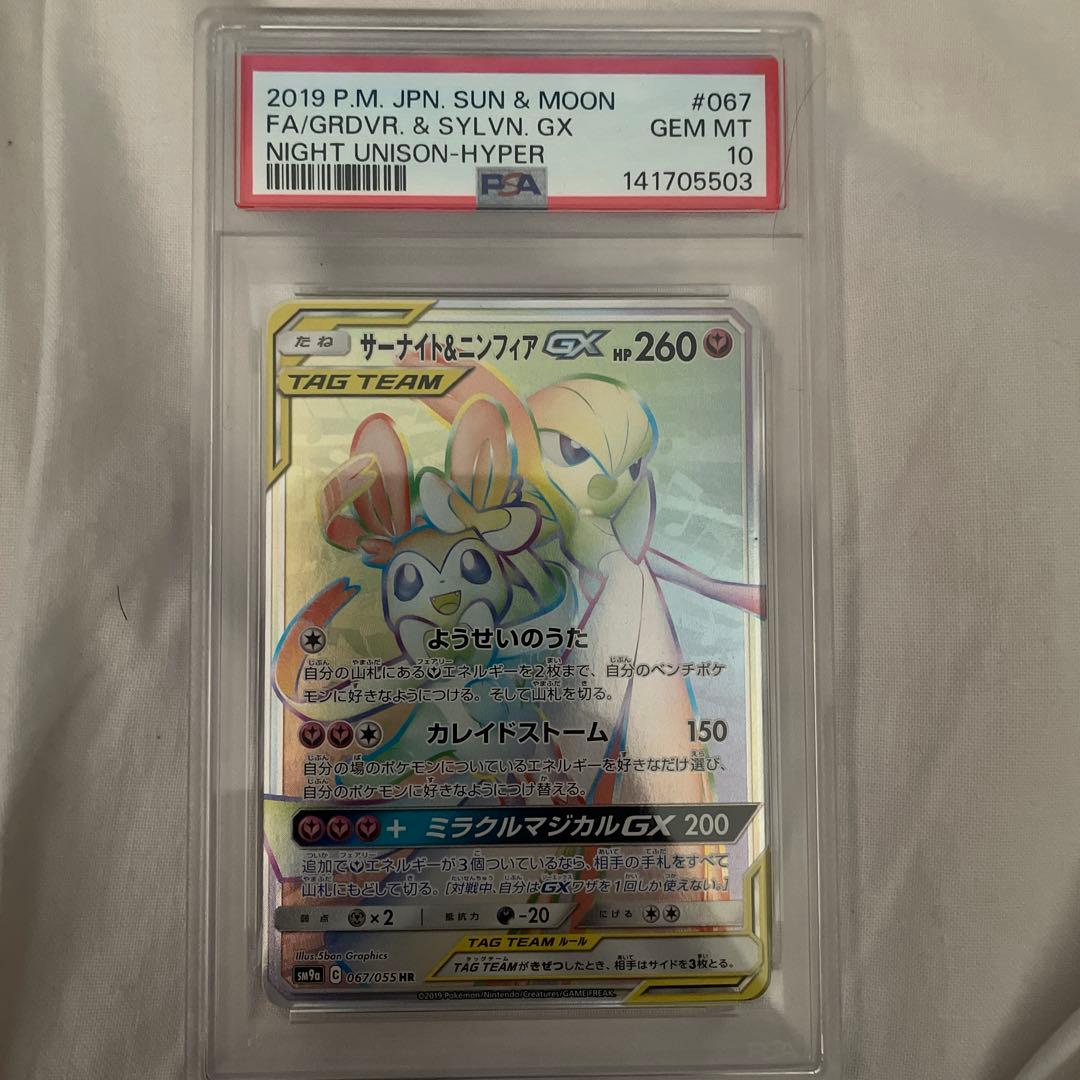 2019 P.M. JPN. SUN & MOON #067
FA/GRDVR. & SYLVN. GX GEM MT
NIGHT UNISON-HYPER 10
PSA 141705503
たね サーナイト&ニンフィアGX HP260
TAG TEAM
ようせいのうた
自分の山札にあるエネルギーを2枚まで、自分のベンチポケ
モンに好きなようにつける。そして山札を切る。
カレイドストーム 150
自分の場のポケモンについているエネルギーを好きなだけ選び、
自分のポケモンに好きなようにつけ替える。
+ ミラクルマジカルGX 200
追加でエネルギーが3個ついているなら、相手の手札をすべて
山札にもどして切る。[対戦中、自分はGXワザを1回しか使えない。]
弱点 ×2 抵抗力 -20 にげる
TAG TEAM ルール
Illus.5ban Graphics
TAG TEAMがきぜつしたとき、相手はサイドを3枚とる。
sm9a C 067/055 HR
©2019 Pokémon/Nintendo/Creatures/GAME FREAK.